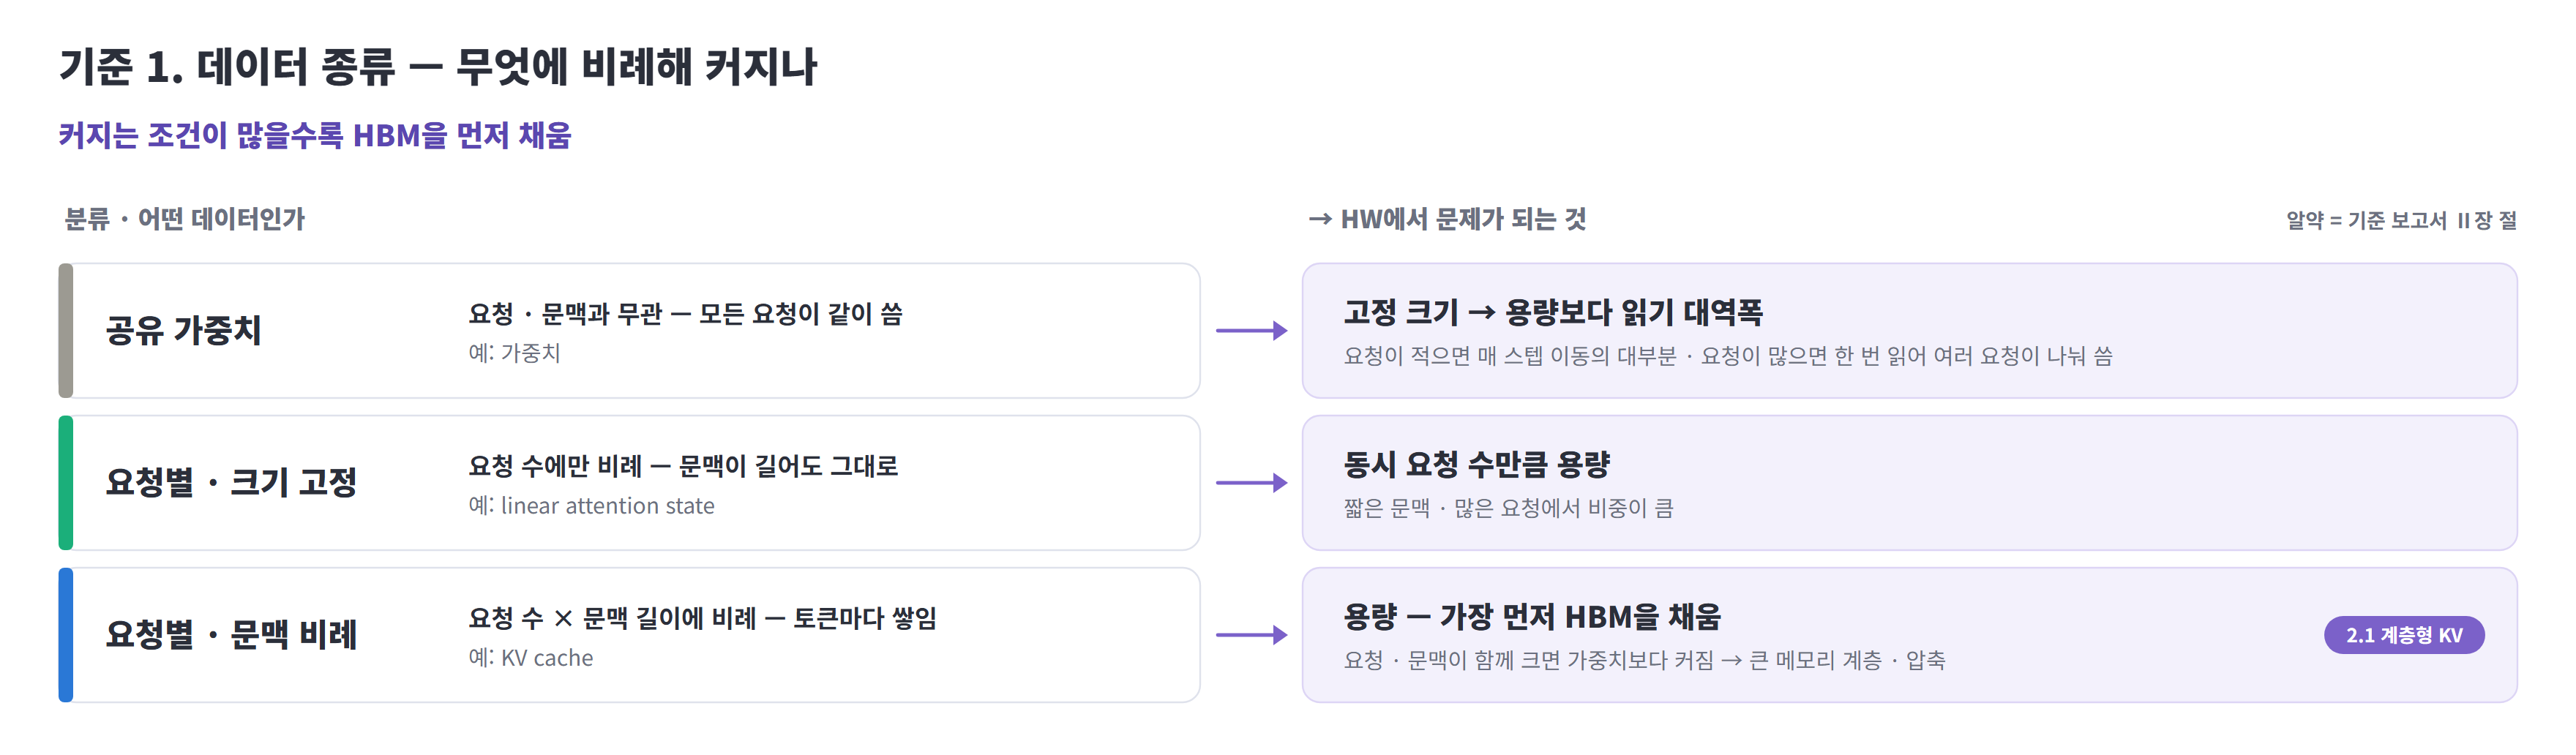 기준 1. 데이터 종류 — 무엇에 비례해 커지나
커지는 조건이 많을수록 HBM을 먼저 채움
분류 · 어떤 데이터인가
→ HW에서 문제가 되는 것
알약 = 기준 보고서 Ⅱ장 절
공유 가중치
요청 · 문맥과 무관 — 모든 요청이 같이 씀
예: 가중치
고정 크기 → 용량보다 읽기 대역폭
요청이 적으면 매 스텝 이동의 대부분 · 요청이 많으면 한 번 읽어 여러 요청이 나눠 씀
요청별 · 크기 고정
요청 수에만 비례 — 문맥이 길어도 그대로
예: linear attention state
동시 요청 수만큼 용량
짧은 문맥 · 많은 요청에서 비중이 큼
요청별 · 문맥 비례
요청 수 × 문맥 길이에 비례 — 토큰마다 쌓임
예: KV cache
용량 — 가장 먼저 HBM을 채움
요청 · 문맥이 함께 크면 가중치보다 커짐 → 큰 메모리 계층 · 압축
2.1 계층형 KV